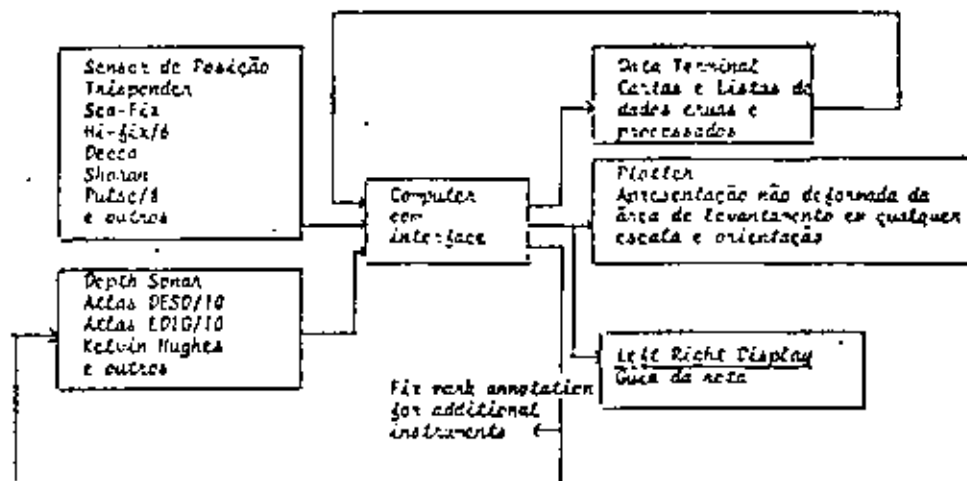 Sensor de Posição
Trisponder
Sea-Fix
Hi-fix/6
Decca
Shoran
Pulse/8
e outros
Depth Sonar
Atlas DESO/10
Atlas EDIG/10
Kelvin Hughes
e outros
Computer
com
interface
Data Terminal
Cartas e Listas de
dados cruas e
processados
Plotter
Apresentação não deformada da
área de levantamento em qualquer
escala e orientação
Left Right Display
Guia da rota
Fix mark annotation
for additional
instruments